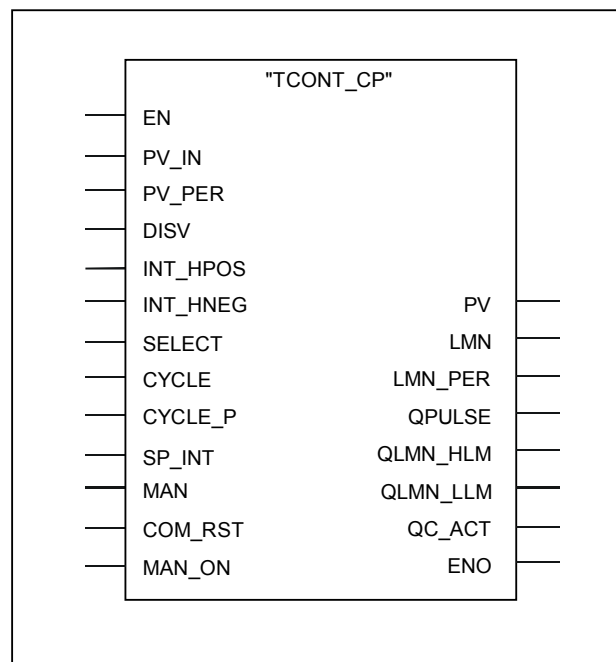 "TCONT_CP"
EN
PV_IN
PV_PER
DISV
INT_HPOS
INT_HNEG PV
SELECT LMN
CYCLE LMN_PER
CYCLE_P QPULSE
SP_INT QLMN_HLM
MAN QLMN_LLM
COM_RST QC_ACT
MAN_ON ENO